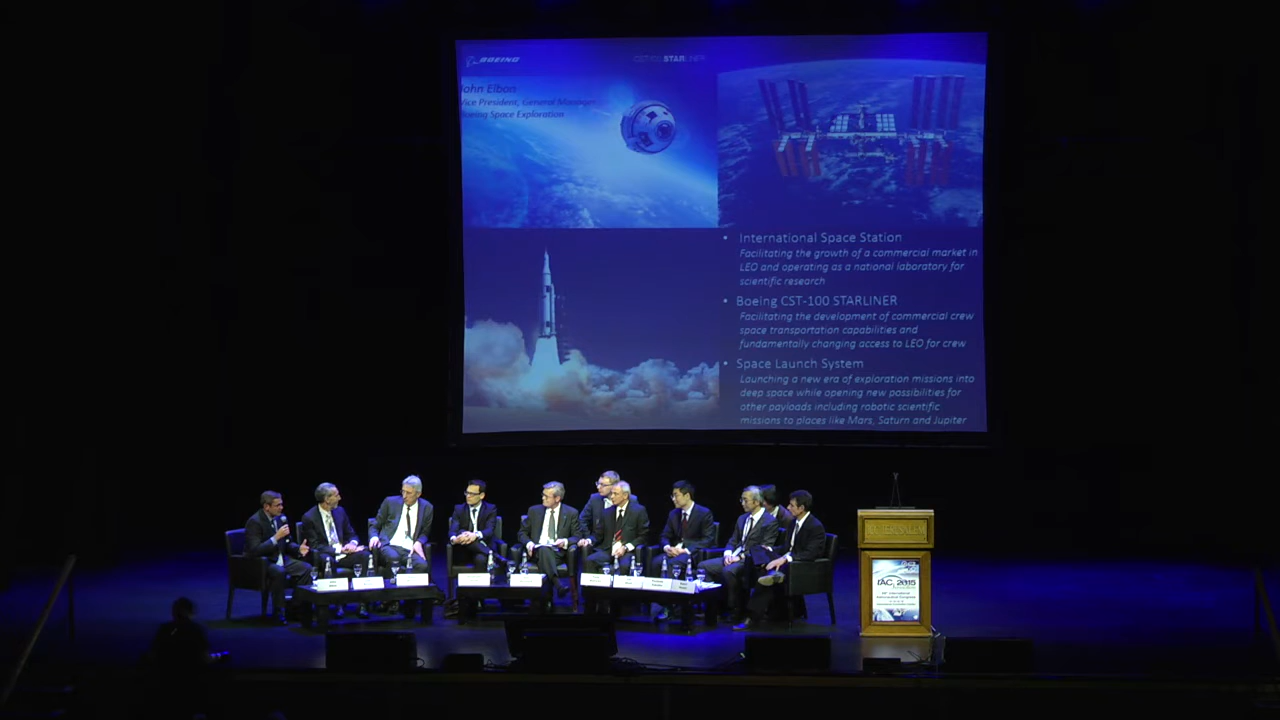 BOEING
CST-100 STARLINER
John Elbon
Vice President, General Manager
Boeing Space Exploration
• International Space Station
Facilitating the growth of a commercial market in
LEO and operating as a national laboratory for
scientific research
• Boeing CST-100 STARLINER
Facilitating the development of commercial crew
space transportation capabilities and
fundamentally changing access to LEO for crew
• Space Launch System
Launching a new era of exploration missions into
deep space while opening new possibilities for
other payloads including robotic scientific
missions to places like Mars, Saturn and Jupiter
IAC 2015